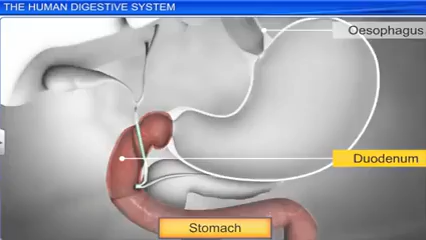 THE HUMAN DIGESTIVE SYSTEM
Oesophagus
Duodenum
Stomach